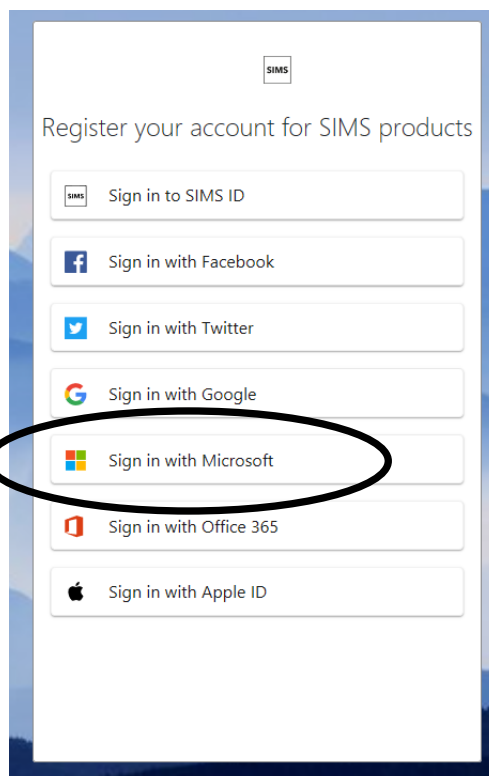 SIMS
Register your account for SIMS products
SIMS Sign in to SIMS ID
Sign in with Facebook
Sign in with Twitter
Sign in with Google
Sign in with Microsoft
Sign in with Office 365
Sign in with Apple ID